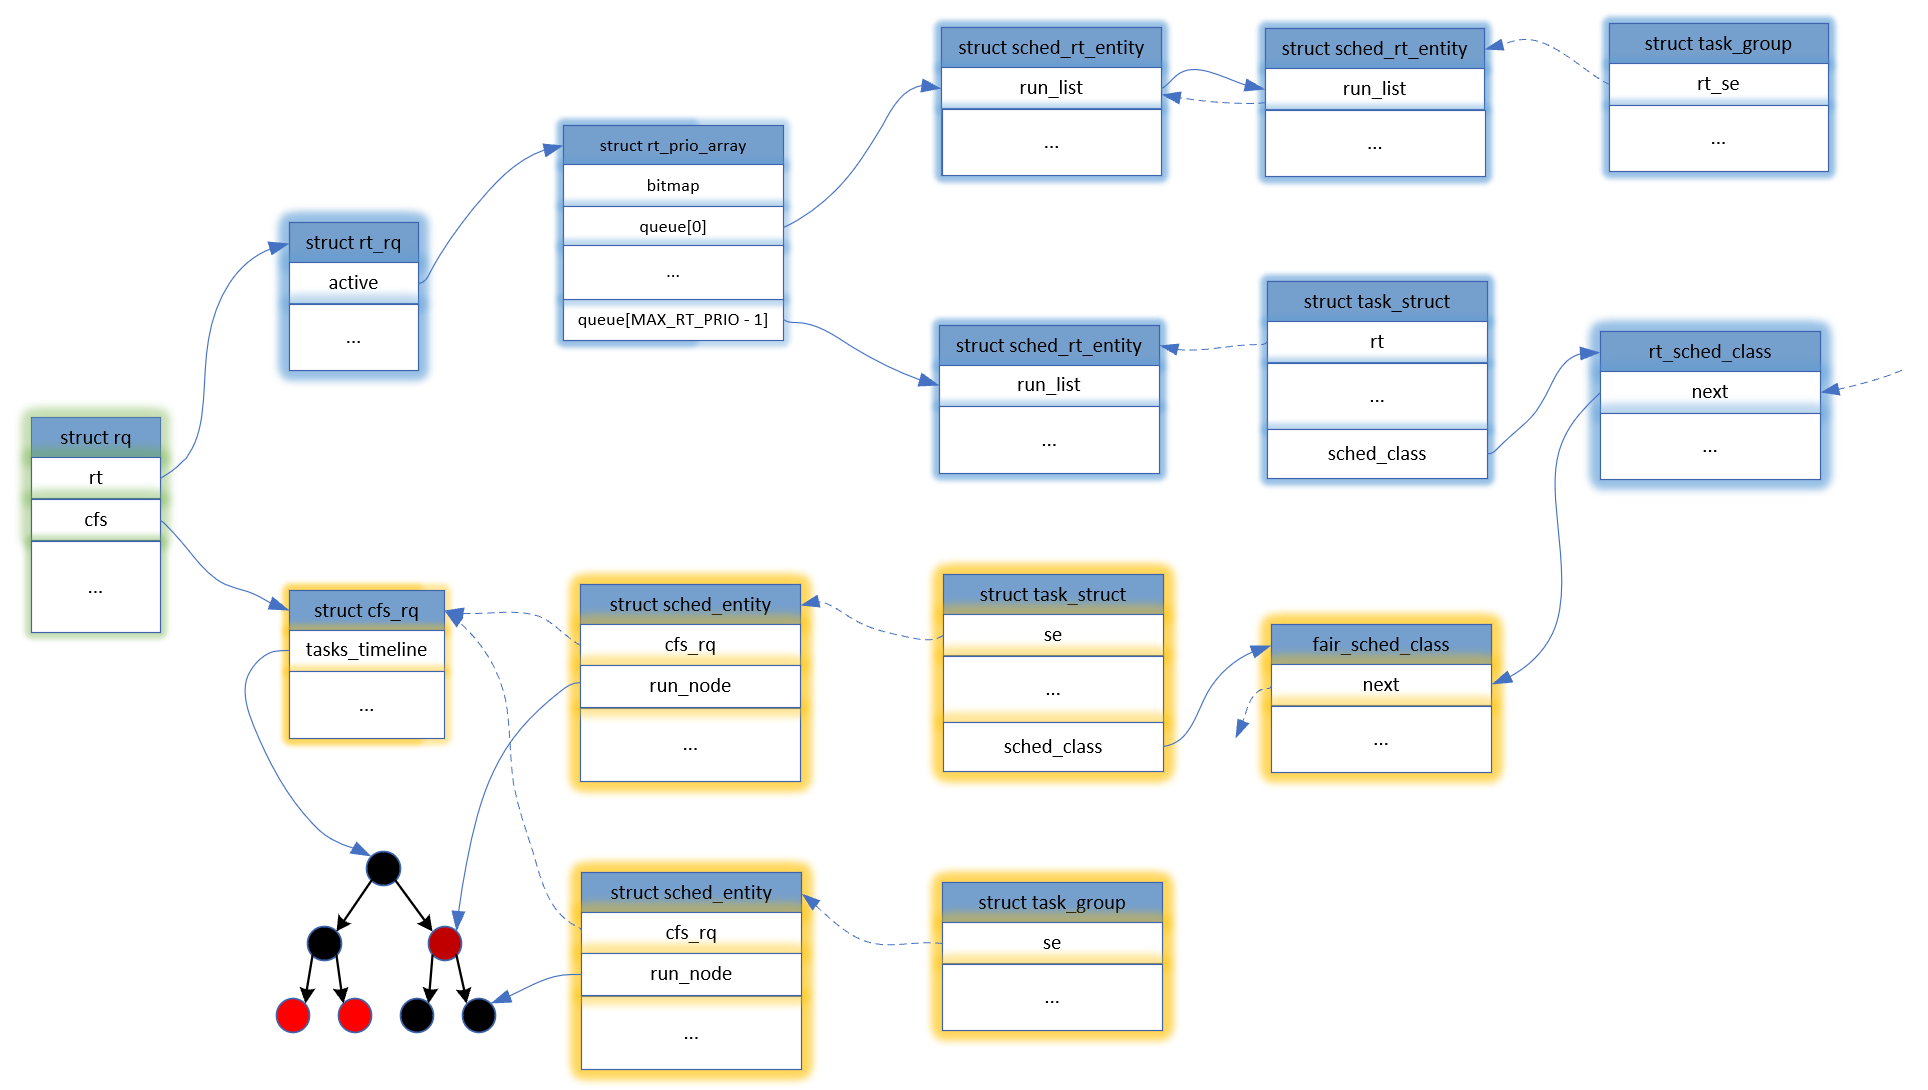 struct sched_rt_entity
run_list
...
struct sched_rt_entity
run_list
...
struct task_group
rt_se
...
struct rt_prio_array
bitmap
queue[0]
...
queue[MAX_RT_PRIO - 1]
struct rt_rq
active
...
struct sched_rt_entity
run_list
...
struct task_struct
rt
...
sched_class
rt_sched_class
next
...
struct rq
rt
cfs
...
struct cfs_rq
tasks_timeline
...
struct sched_entity
cfs_rq
run_node
...
struct task_struct
se
...
sched_class
fair_sched_class
next
...
struct sched_entity
cfs_rq
run_node
...
struct task_group
se
...